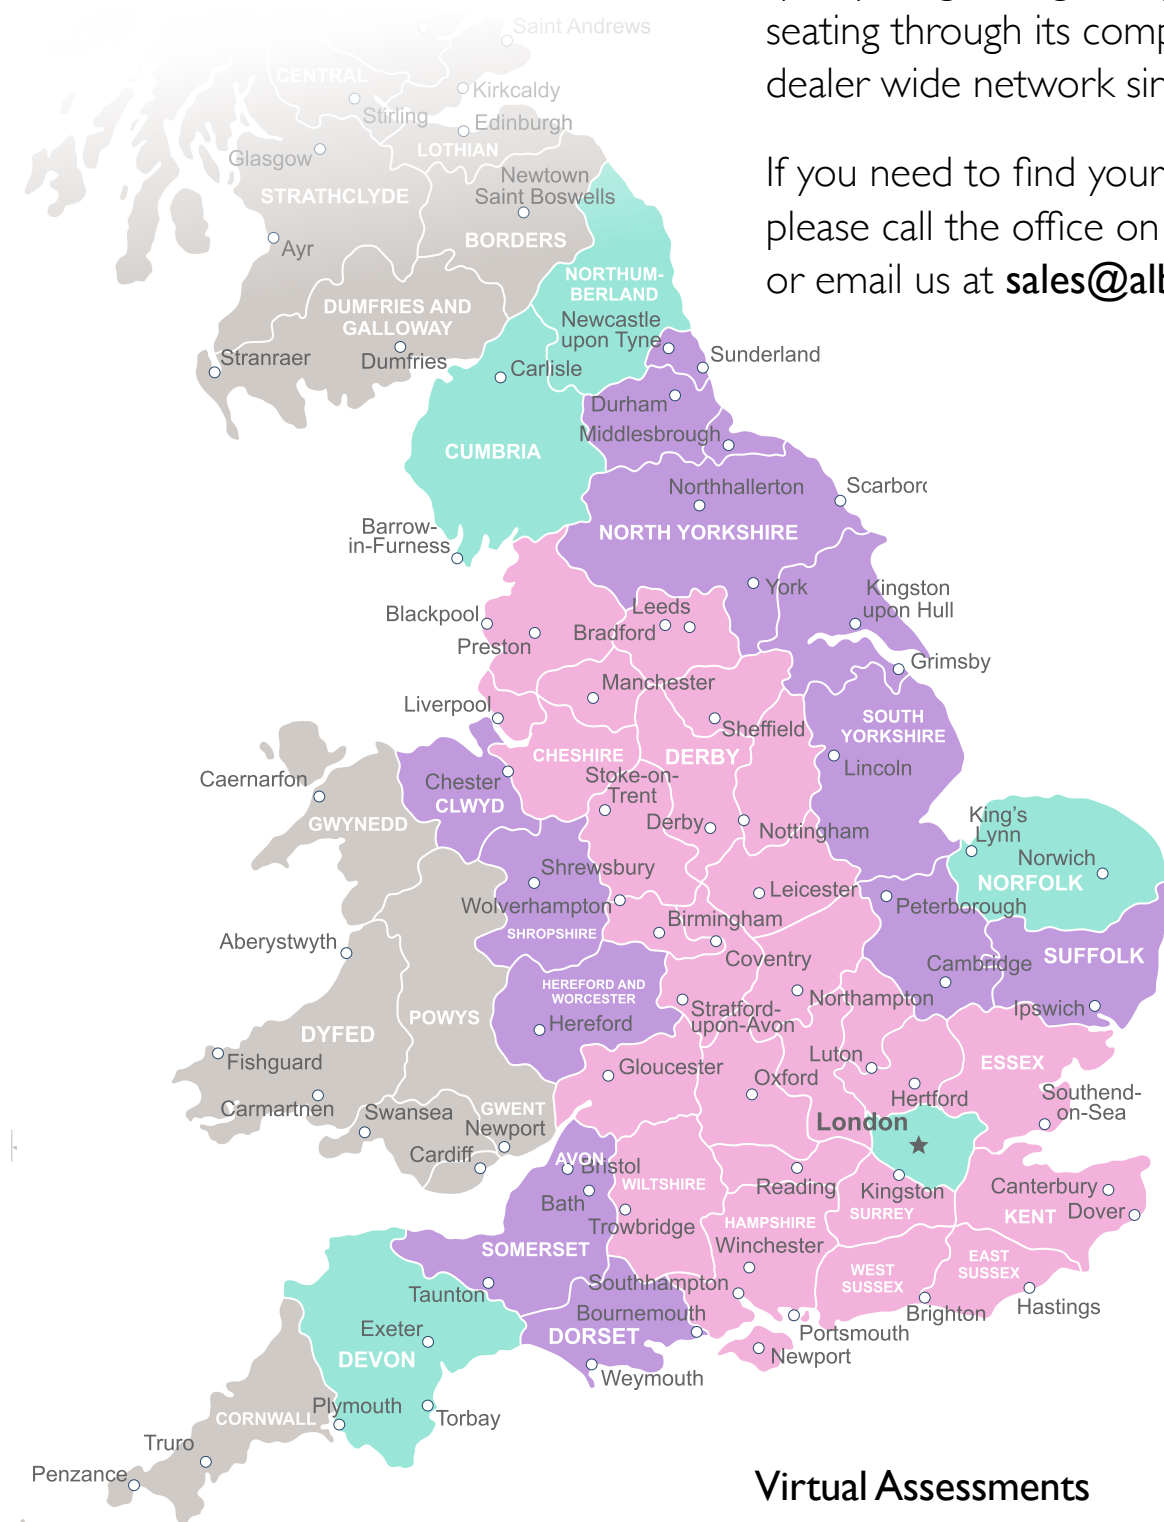 seating through its comp
dealer wide network sin
If you need to find your
please call the office on
or email us at sales@alb
Saint Andrews
CENTRAL
Kirkcaldy
Stirling
Edinburgh
LOTHIAN
Glasgow
Newtown
Saint Boswells
STRATHCLYDE
BORDERS
Ayr
NORTHUM-
BERLAND
DUMFRIES AND
GALLOWAY
Newcastle
upon Tyne
Stranraer
Dumfries
Sunderland
Carlisle
Durham
Middlesbrough
CUMBRIA
Northhallerton
Scarboro
NORTH YORKSHIRE
Barrow-
in-Furness
York
Kingston
upon Hull
Blackpool
Leeds
Bradford
Preston
Grimsby
Manchester
Liverpool
Sheffield
SOUTH
YORKSHIRE
CHESHIRE
DERBY
Lincoln
Caernarfon
Chester
Stoke-on-
Trent
CLWYD
GWYNEDD
Derby
Nottingham
King's
Lynn
Norwich
NORFOLK
Shrewsbury
Leicester
Wolverhampton
Peterborough
Birmingham
SHROPSHIRE
Aberystwyth
Coventry
SUFFOLK
Cambridge
HEREFORD AND
WORCESTER
Northampton
Ipswich
Stratford-
upon-Avon
POWYS
Hereford
DYFED
Fishguard
Luton
ESSEX
Gloucester
Oxford
Hertford
Southend-
on-Sea
Carmartnen
Swansea
GWENT
Newport
London
Cardiff
AVON
Bristol
WILTSHIRE
Bath
Reading
Kingston
Canterbury
Trowbridge
HAMPSHIRE
SURREY
KENT
Dover
SOMERSET
Winchester
EAST
SUSSEX
WEST
SUSSEX
Taunton
Southhampton
Bournemouth
Brighton
Hastings
Exeter
DORSET
Portsmouth
DEVON
Newport
Weymouth
Plymouth
CORNWALL
Torbay
Truro
Penzance
Virtual Assessments